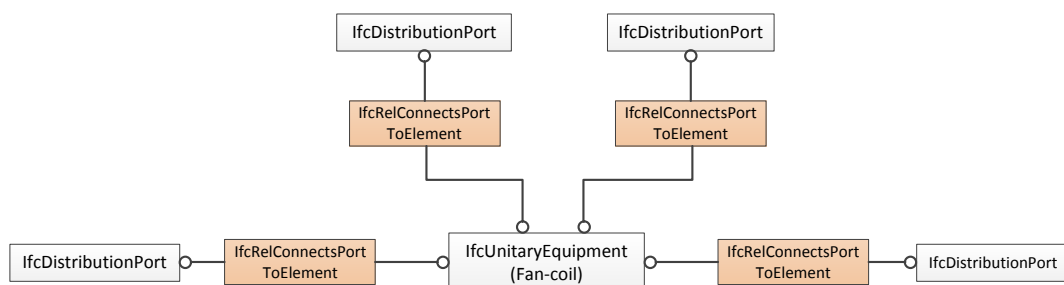 IfcDistributionPort
IfcDistributionPort
IfcRelConnectsPort
ToElement
IfcRelConnectsPort
ToElement
IfcDistributionPort
IfcRelConnectsPort
ToElement
IfcUnitaryEquipment
(Fan-coil)
IfcRelConnectsPort
ToElement
IfcDistributionPort